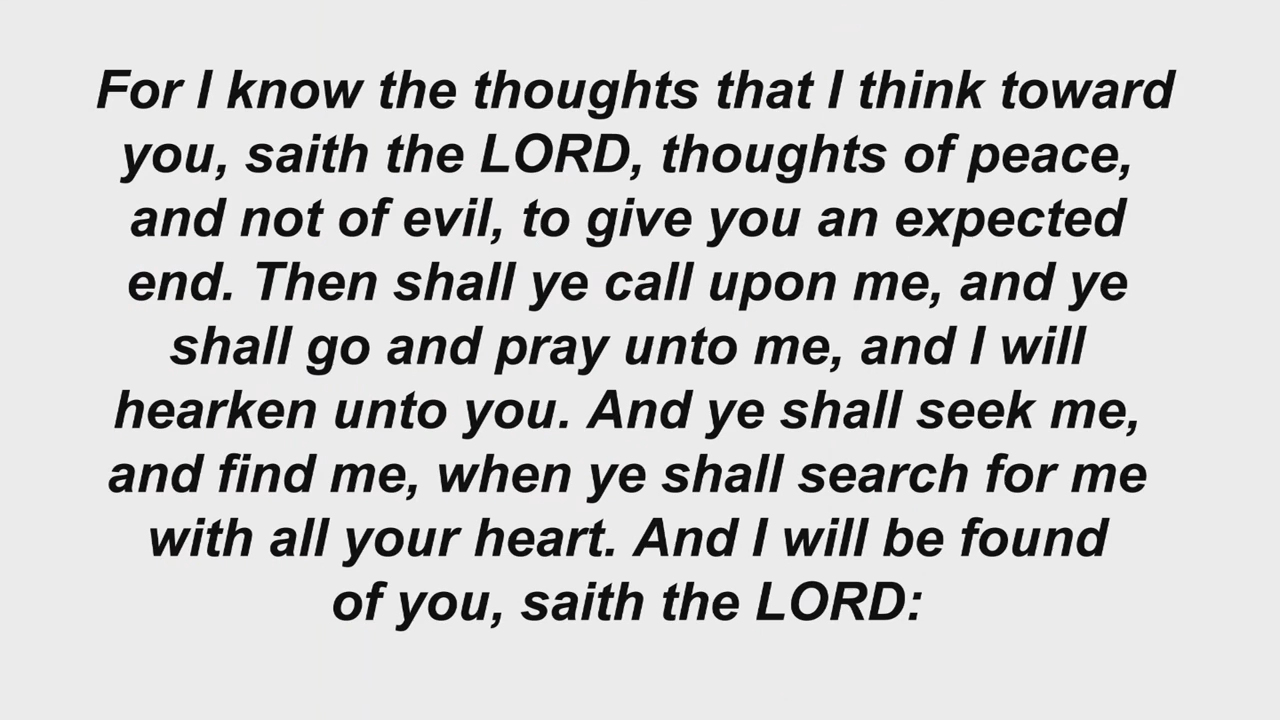 For I know the thoughts that I think toward
you, saith the LORD, thoughts of peace,
and not of evil, to give you an expected
end. Then shall ye call upon me, and ye
shall go and pray unto me, and I will
hearken unto you. And ye shall seek me,
and find me, when ye shall search for me
with all your heart. And I will be found
of you, saith the LORD: